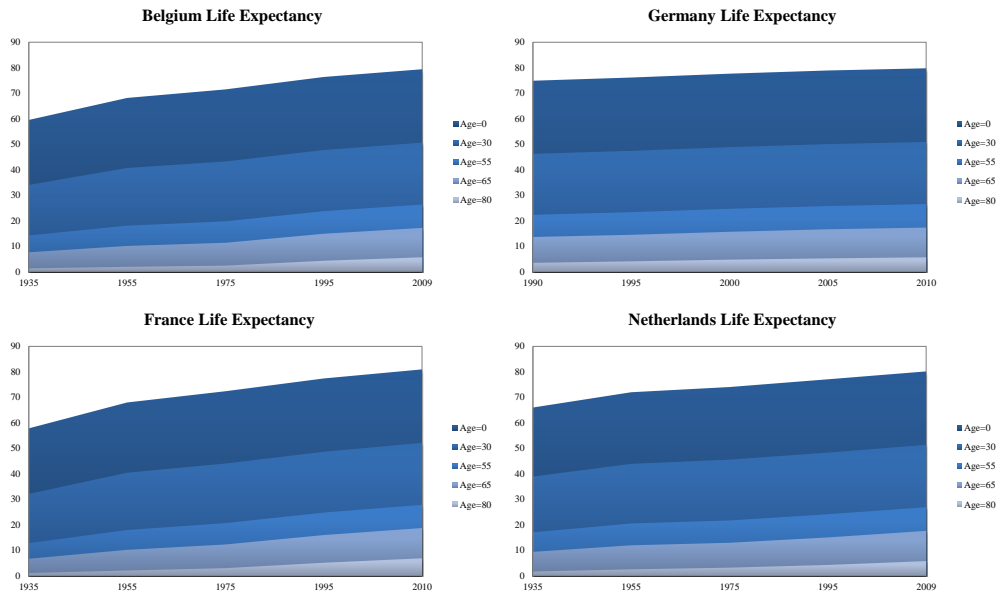 Belgium Life Expectancy
90
80
70
60
50
40
30
20
10
0
1935 1955 1975 1995 2009
Age=0
Age=30
Age=55
Age=65
Age=80
Germany Life Expectancy
90
80
70
60
50
40
30
20
10
0
1990 1995 2000 2005 2010
Age=0
Age=30
Age=55
Age=65
Age=80
France Life Expectancy
90
80
70
60
50
40
30
20
10
0
1935 1955 1975 1995 2010
Age=0
Age=30
Age=55
Age=65
Age=80
Netherlands Life Expectancy
90
80
70
60
50
40
30
20
10
0
1935 1955 1975 1995 2009
Age=0
Age=30
Age=55
Age=65
Age=80